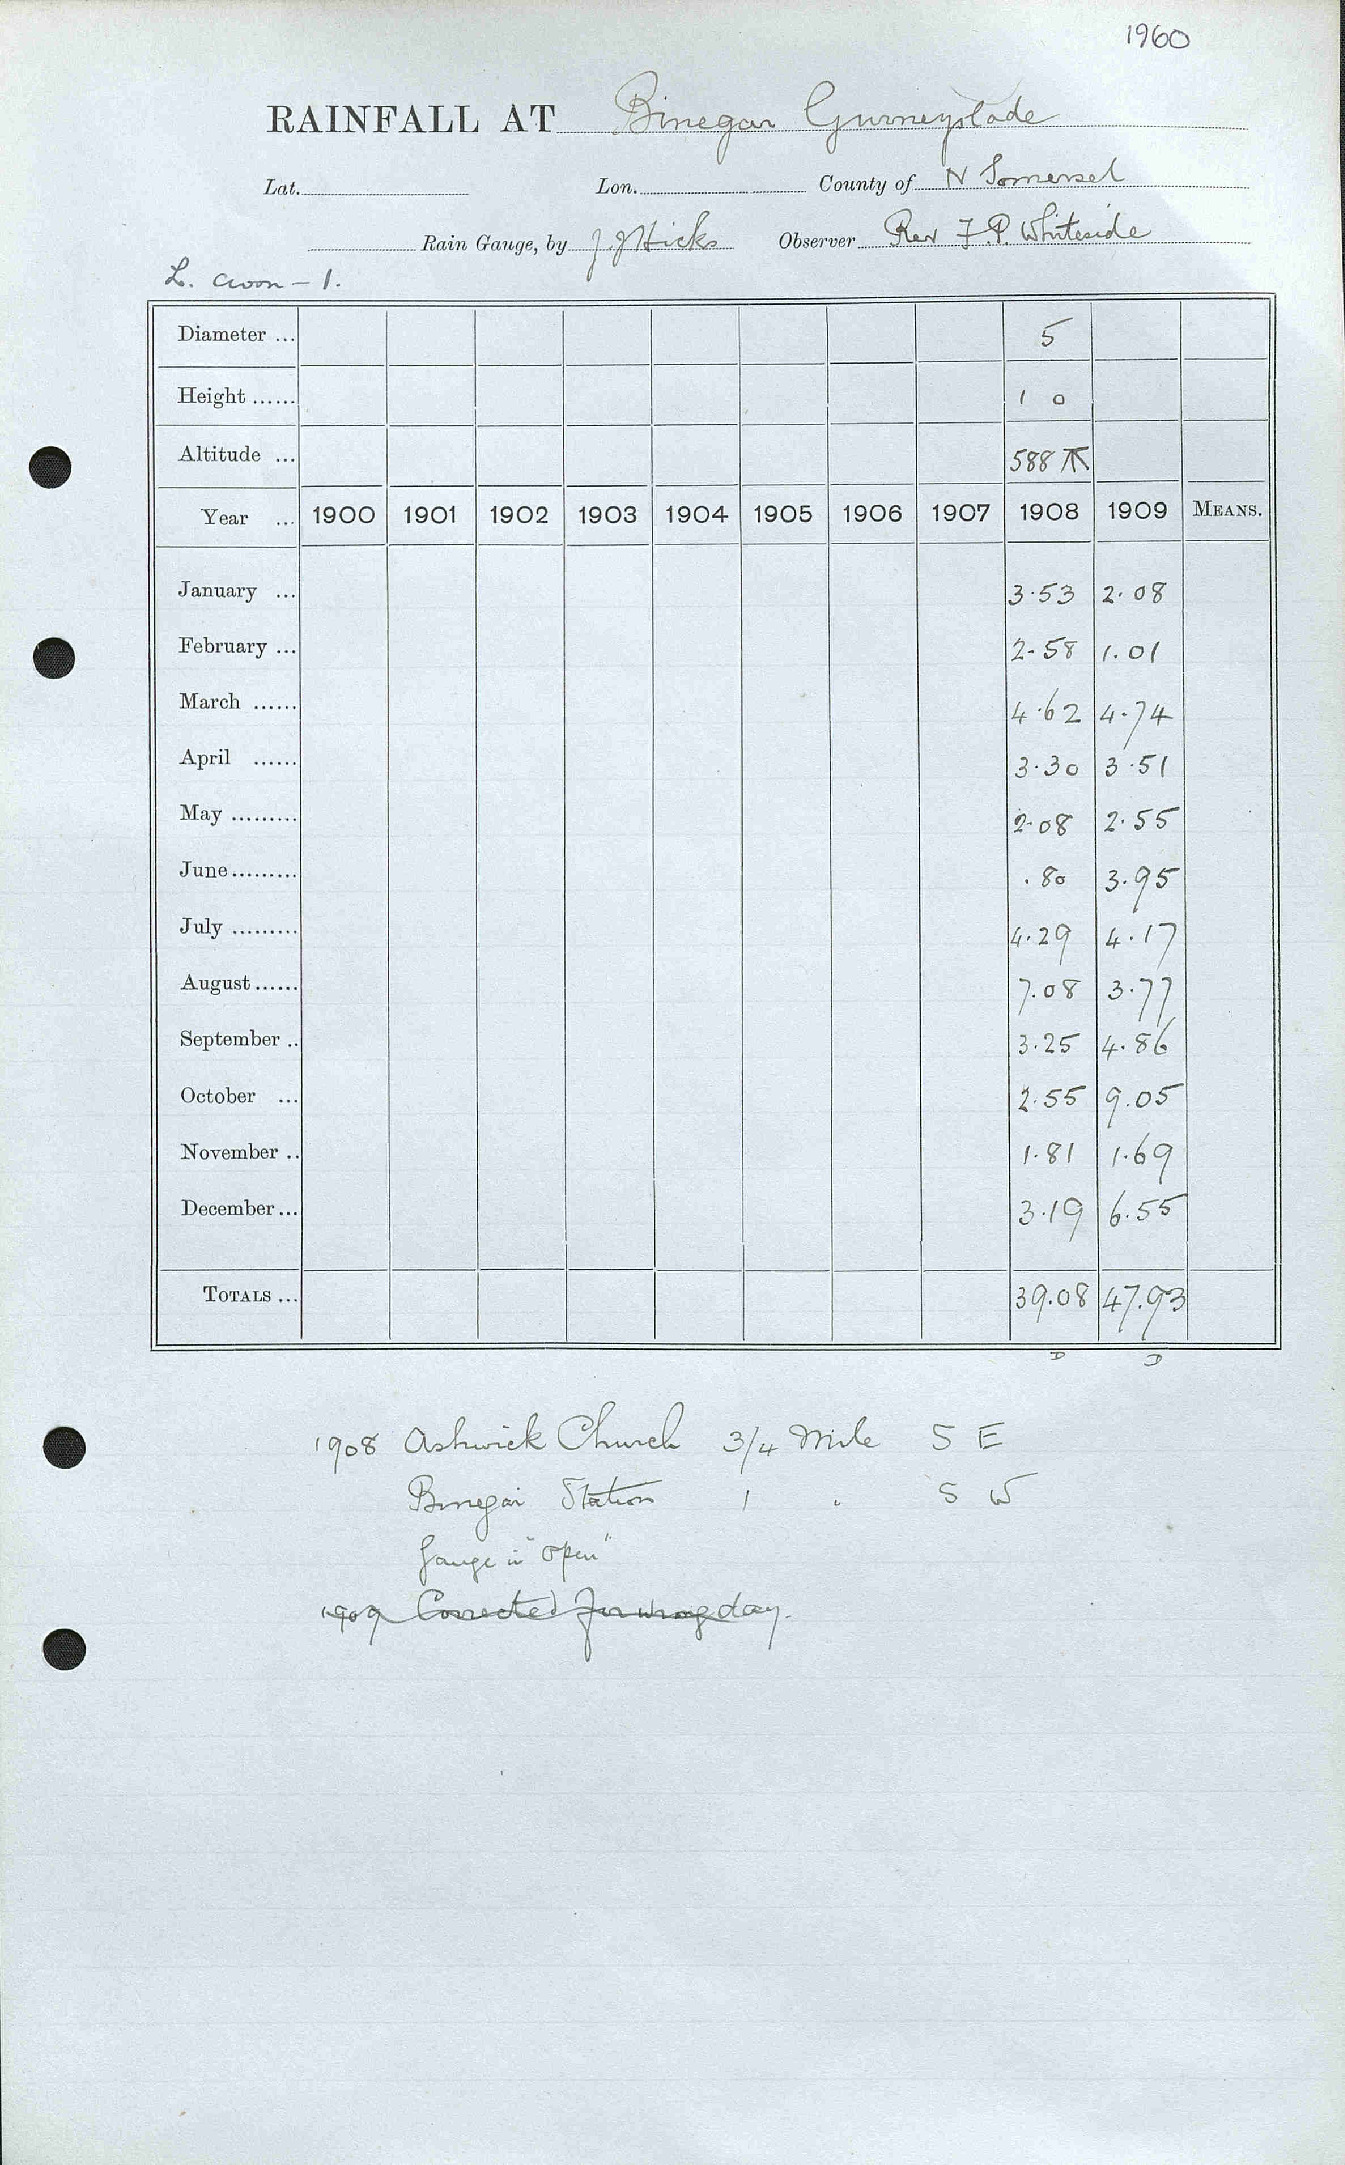 1960
RAINFALL AT Binegar Gurneyslade
Lat. Lon. County of N Somerset
Rain Gauge, by J J Hicks Observer Rev F. P. Whiteside
L. Avon - 1.
Diameter ... 5
Height ...... 1 0
Altitude ... 588
Year ... 1900 1901 1902 1903 1904 1905 1906 1907 1908 1909 MEANS.
January ... 3.53 2.08
February ... 2.58 1.01
March ...... 4.62 4.74
April ...... 3.30 3.51
May ......... 2.08 2.55
June ......... .80 3.95
July ......... 4.29 4.17
August ...... 7.08 3.77
September .. 3.25 4.86
October ... 2.55 9.05
November .. 1.81 1.69
December ... 3.19 6.55
TOTALS ... 39.08 47.93
D D
1908 Ashwick Church 3/4 Mile S E
Binegar Station 1 " S W
Gauge in "open"
1909 Corrected for wrong day.